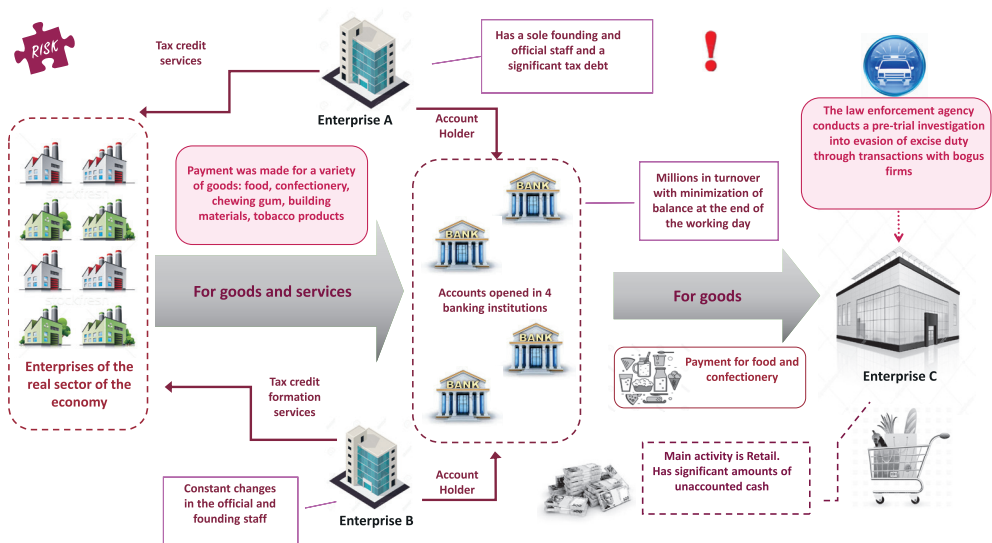 RISK
Tax credit
services
Enterprise A
Has a sole founding and
official staff and a
significant tax debt
Account
Holder
The law enforcement agency
conducts a pre-trial investigation
into evasion of excise duty
through transactions with bogus
firms
Payment was made for a variety
of goods: food, confectionery,
chewing gum, building
materials, tobacco products
BANK
BANK
BANK
BANK
Millions in turnover
with minimization of
balance at the end of
the working day
For goods and services
Accounts opened in 4
banking institutions
For goods
Enterprises of the
real sector of the
economy
Payment for food and
confectionery
Enterprise C
Tax credit
formation
services
Main activity is Retail.
Has significant amounts of
unaccounted cash
Account
Holder
Constant changes
in the official and
founding staff
Enterprise B